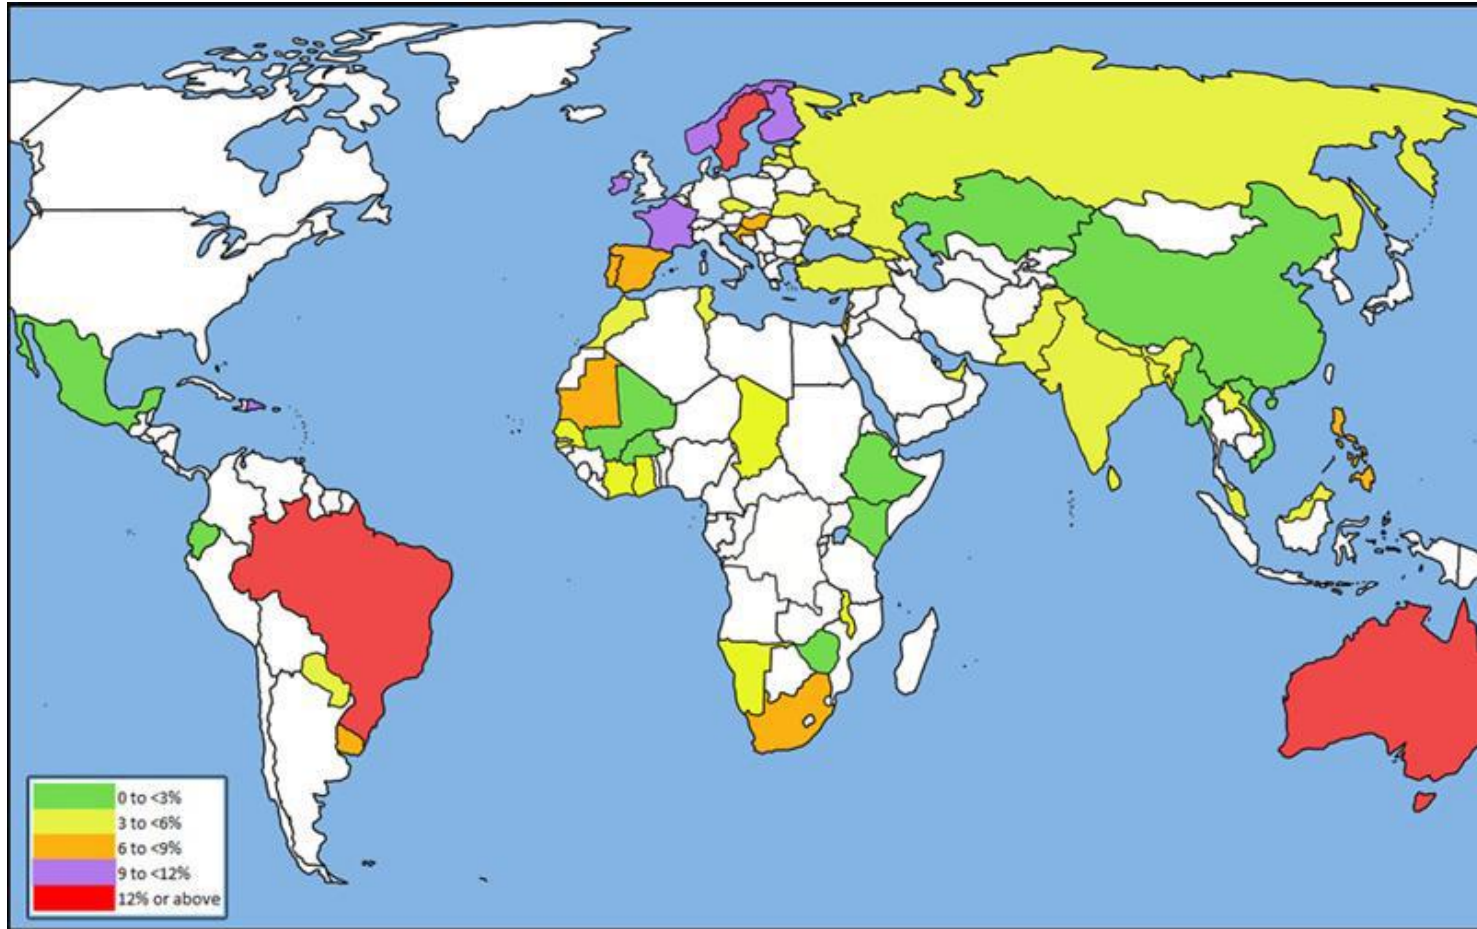 0 to <3%
3 to <6%
6 to <9%
9 to <12%
12% or above